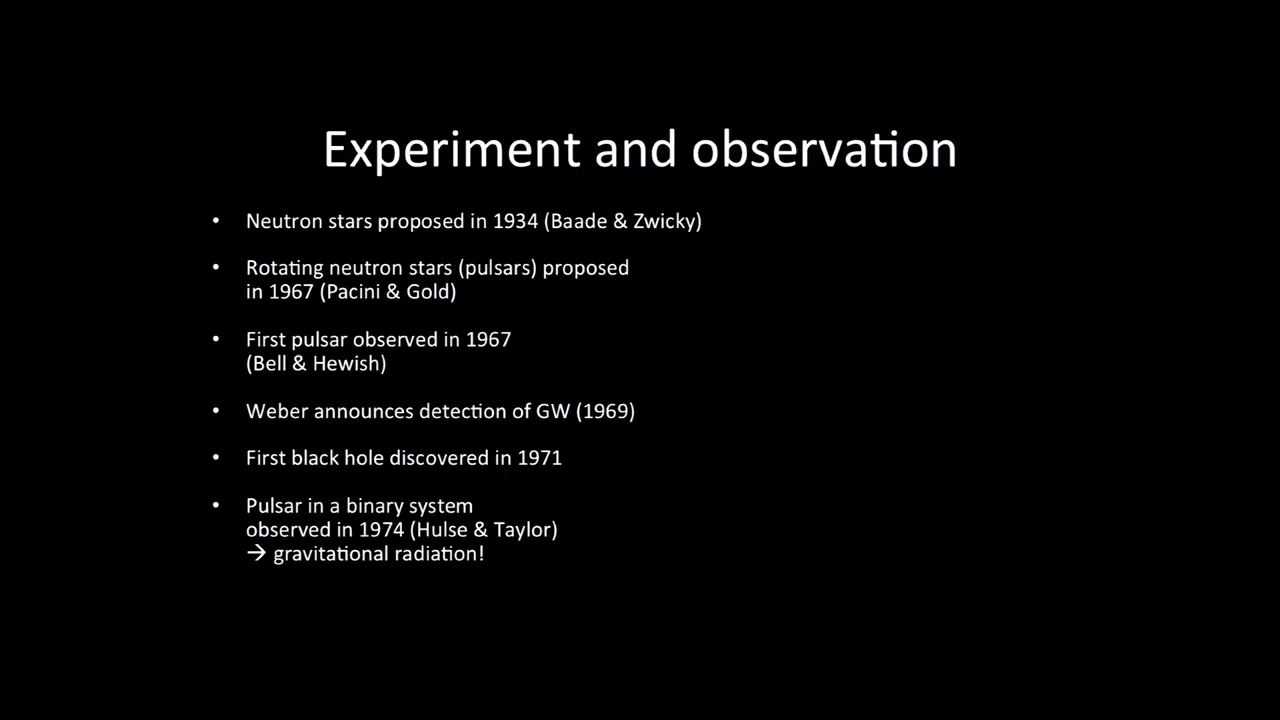 Experiment and observation
• Neutron stars proposed in 1934 (Baade & Zwicky)
• Rotating neutron stars (pulsars) proposed
in 1967 (Pacini & Gold)
• First pulsar observed in 1967
(Bell & Hewish)
• Weber announces detection of GW (1969)
• First black hole discovered in 1971
• Pulsar in a binary system
observed in 1974 (Hulse & Taylor)
→ gravitational radiation!